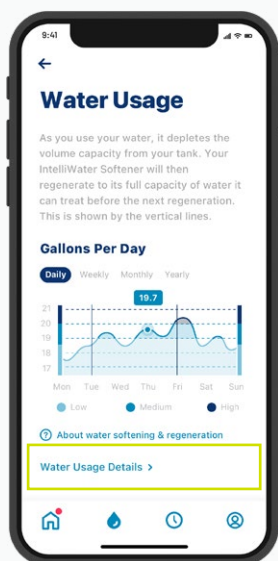 9:41
Water Usage
As you use your water, it depletes the
volume capacity from your tank. Your
IntelliWater Softener will then
regenerate to its full capacity of water it
can treat before the next regeneration.
This is shown by the vertical lines.
Gallons Per Day
Daily Weekly Monthly Yearly
19.7
21
20
19
18
17
Mon Tue Wed Thu Fri Sat Sun
Low Medium High
? About water softening & regeneration
Water Usage Details >